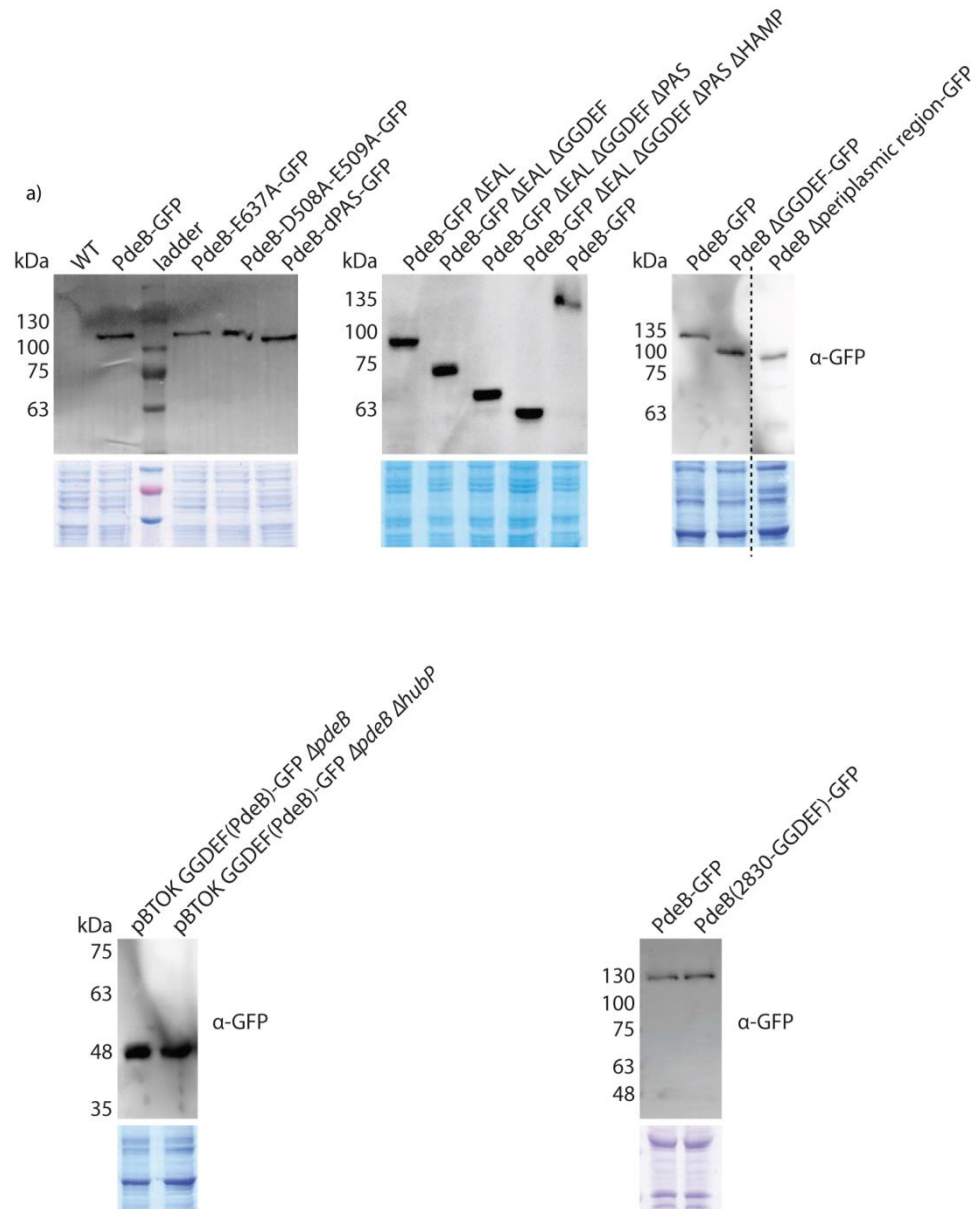 a)
kDa
WT
PdeB-GFP
ladder
PdeB-E637A-GFP
PdeB-D508A-E509A-GFP
PdeB-dPAS-GFP
130
100
75
63
kDa
PdeB-GFP ΔEAL
PdeB-GFP ΔEAL ΔGGDEF
PdeB-GFP ΔEAL ΔGGDEF ΔPAS
PdeB-GFP ΔEAL ΔGGDEF ΔPAS ΔHAMP
PdeB-GFP
135
100
75
63
kDa
PdeB-GFP
PdeB ΔGGDEF-GFP
PdeB Δperiplasmic region-GFP
135
100
75
63
α-GFP
kDa
pBTOK GGDEF(PdeB)-GFP ΔpdeB
pBTOK GGDEF(PdeB)-GFP ΔpdeB ΔhubP
75
63
48
35
α-GFP
PdeB-GFP
PdeB(2830-GGDEF)-GFP
130
100
75
63
48
α-GFP